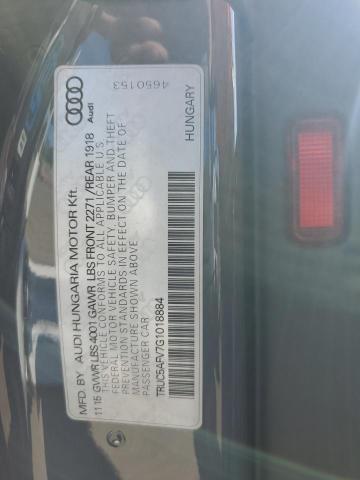 MFD. BY AUDI HUNGARIA MOTOR Kft.
11 15 GVWR LBS 4001 GAWR LBS FRONT 2271/REAR 1918
THIS VEHICLE CONFORMS TO ALL APPLICABLE U.S.
FEDERAL MOTOR VEHICLE SAFETY, BUMPER AND THEFT
PREVENTION STANDARDS IN EFFECT ON THE DATE OF
MANUFACTURE SHOWN ABOVE.
PASSENGER CAR
TRUC5AFV7G1018884
HUNGARY
Audi
4650153